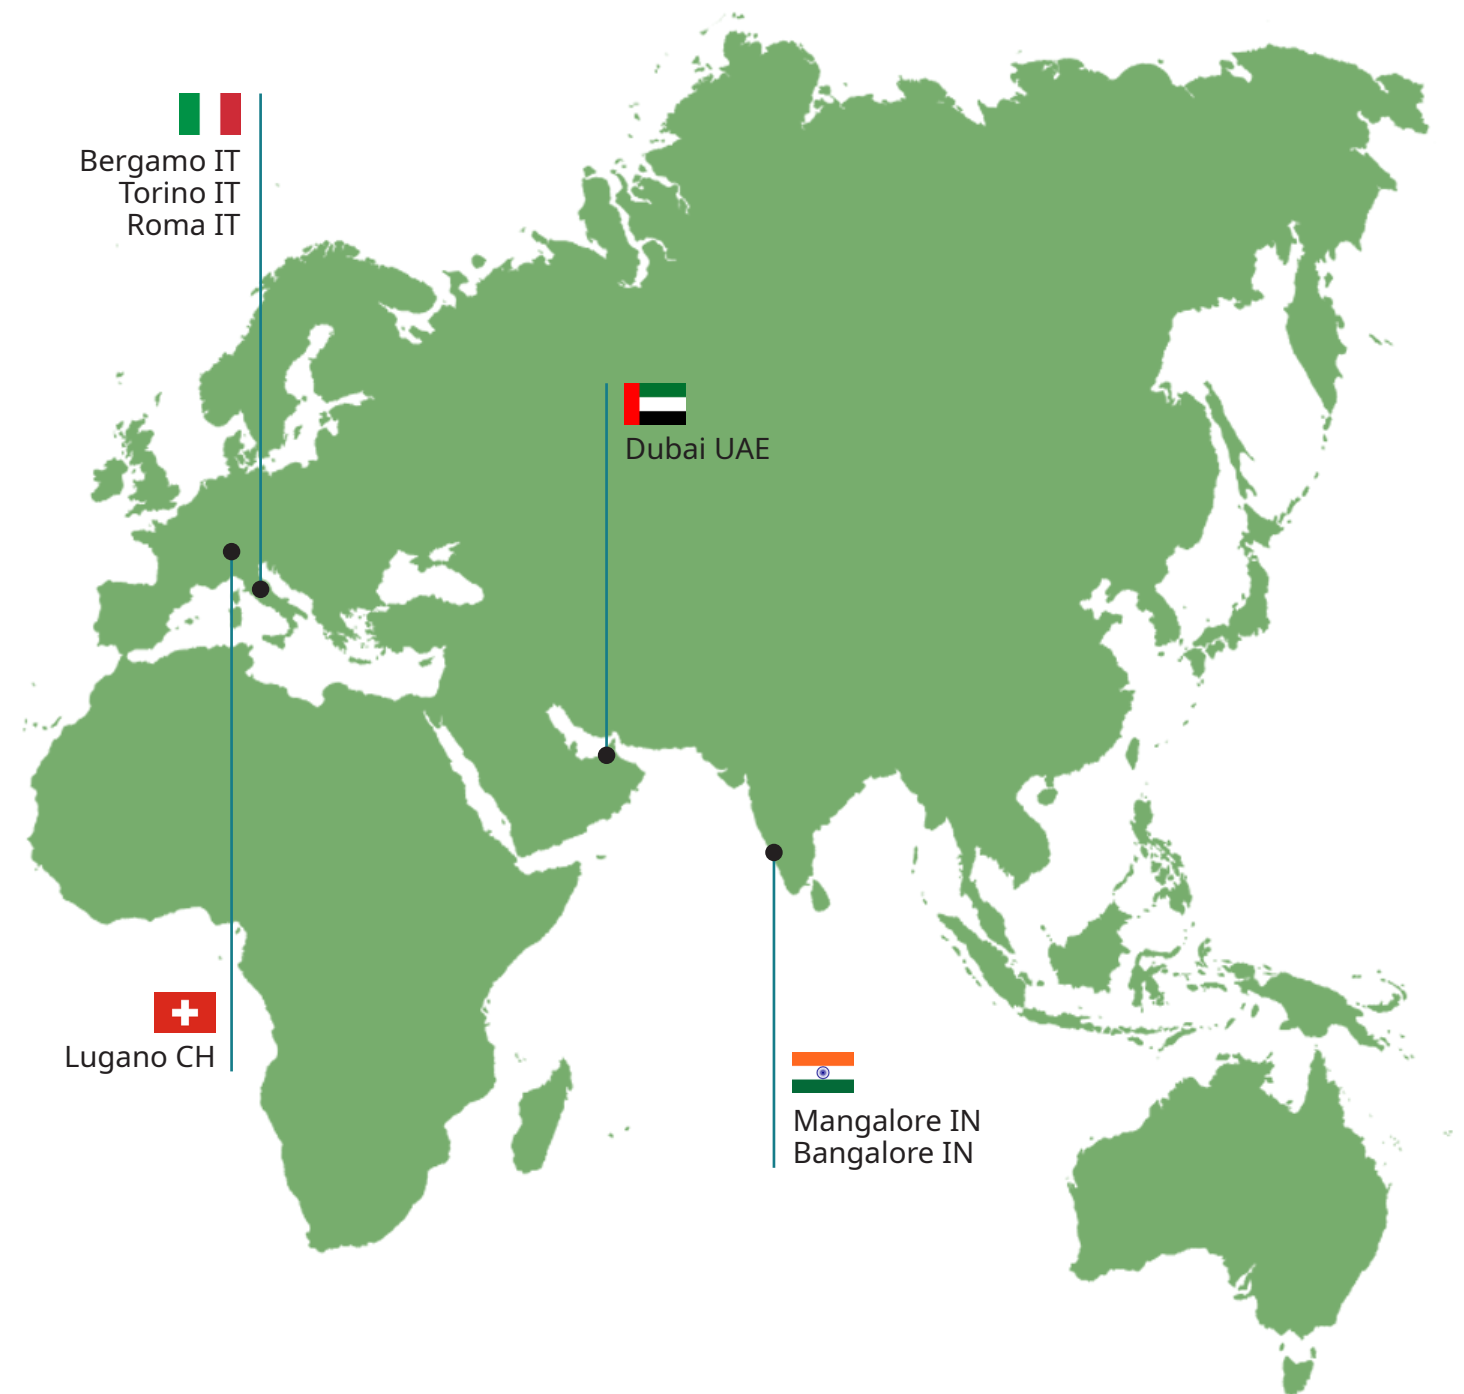 Bergamo IT
Torino IT
Roma IT
Dubai UAE
Lugano CH
Mangalore IN
Bangalore IN